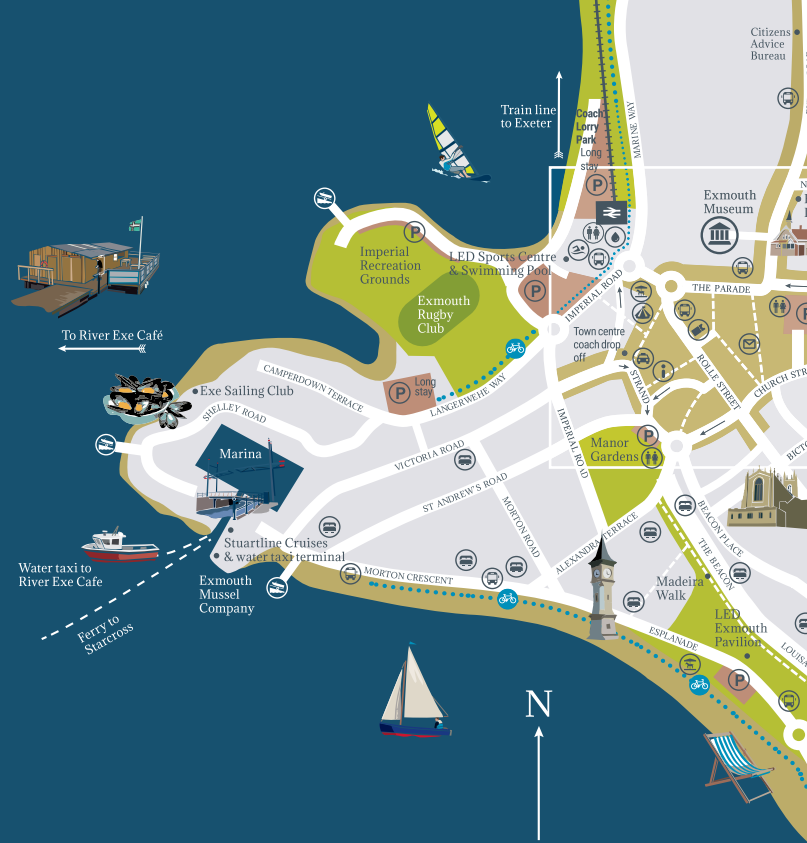 Citizens
Advice
Bureau
Train line
to Exeter
Coach
Lorry
Park
Long
stay
P
MARINE WAY
Exmouth
Museum
P
Imperial
Recreation
Grounds
LED Sports Centre
& Swimming Pool
P
Exmouth
Rugby
Club
IMPERIAL ROAD
THE PARADE
P
To River Exe Café
Town centre
coach drop
off
i
STRAND
ROLLE STREET
CHURCH STR
CAMPERDOWN TERRACE
P
Long
stay
LANGERWEHE WAY
Exe Sailing Club
SHELLEY ROAD
IMPERIAL ROAD
Manor
Gardens
P
BICTO
Marina
VICTORIA ROAD
ST ANDREW'S ROAD
MORTON ROAD
BEACON PLACE
THE BEACON
ALEXANDRA TERRACE
Stuartline Cruises
& water taxi terminal
Water taxi to
River Exe Cafe
Exmouth
Mussel
Company
MORTON CRESCENT
Madeira
Walk
Ferry to
Starcross
LED
Exmouth
Pavilion
ESPLANADE
LOUISA
P
N